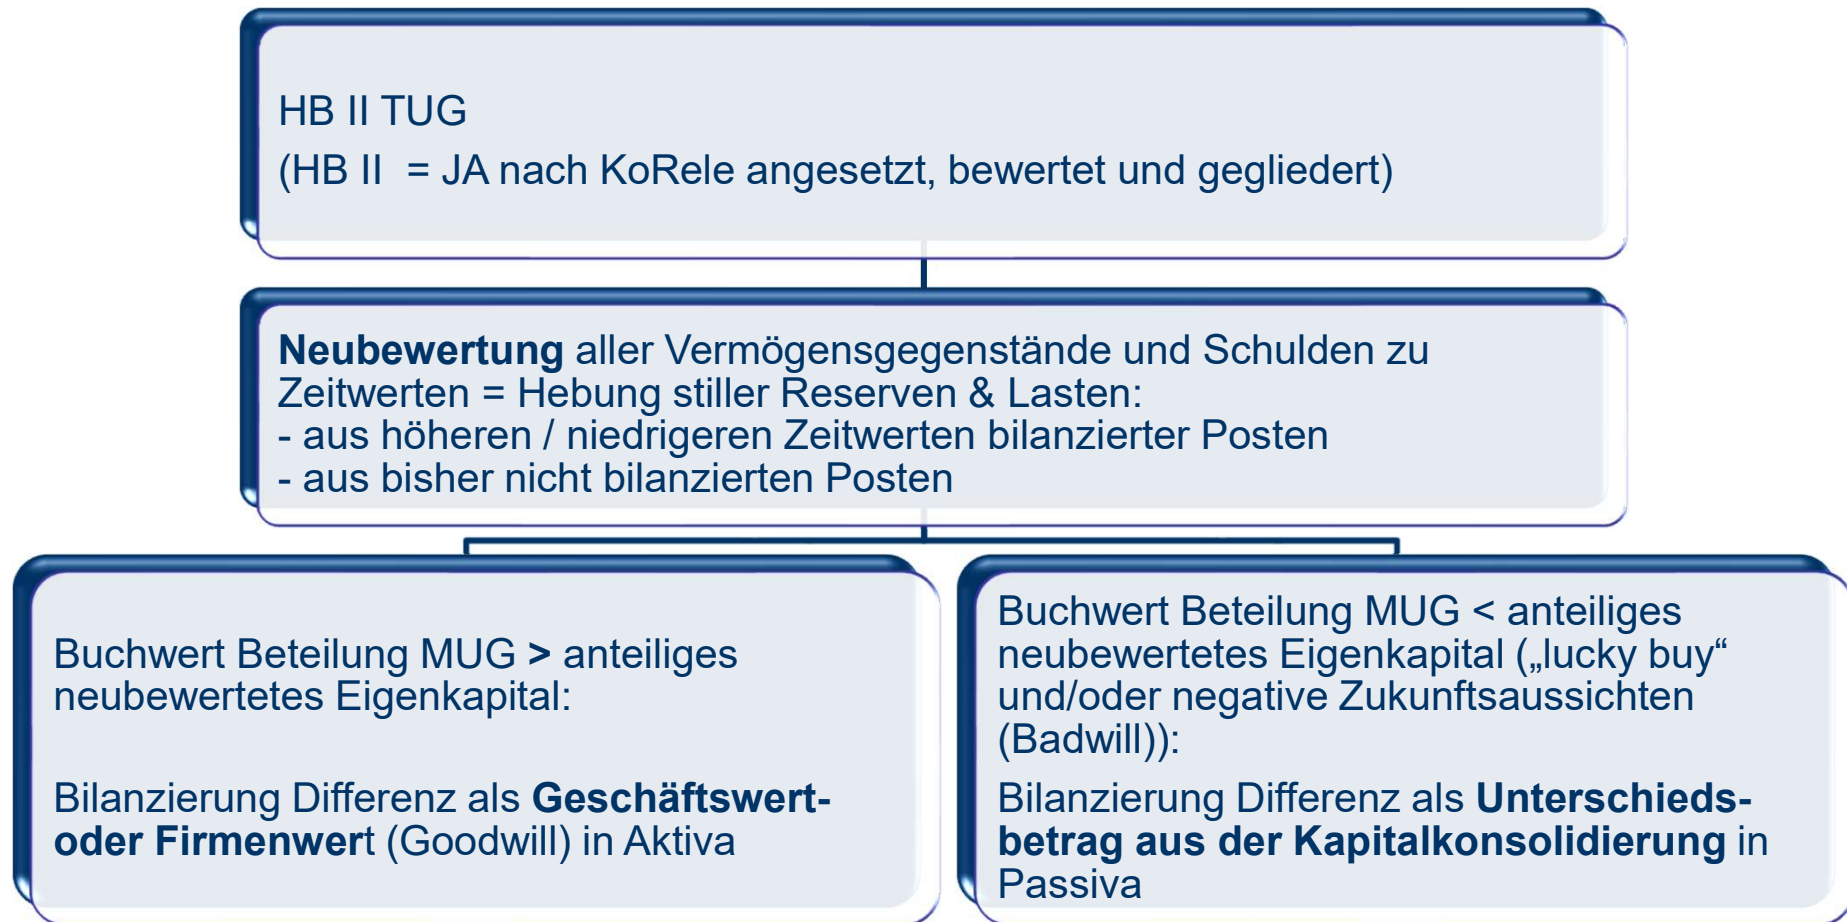 HB II TUG
(HB II = JA nach KoRele angesetzt, bewertet und gegliedert)
Neubewertung aller Vermögensgegenstände und Schulden zu
Zeitwerten = Hebung stiller Reserven & Lasten:
- aus höheren / niedrigeren Zeitwerten bilanzierter Posten
- aus bisher nicht bilanzierten Posten
Buchwert Beteilung MUG > anteiliges
neubewertetes Eigenkapital:
Bilanzierung Differenz als Geschäftswert-
oder Firmenwert (Goodwill) in Aktiva
Buchwert Beteilung MUG < anteiliges
neubewertetes Eigenkapital („lucky buy“
und/oder negative Zukunftsaussichten
(Badwill)):
Bilanzierung Differenz als Unterschieds-
betrag aus der Kapitalkonsolidierung in
Passiva